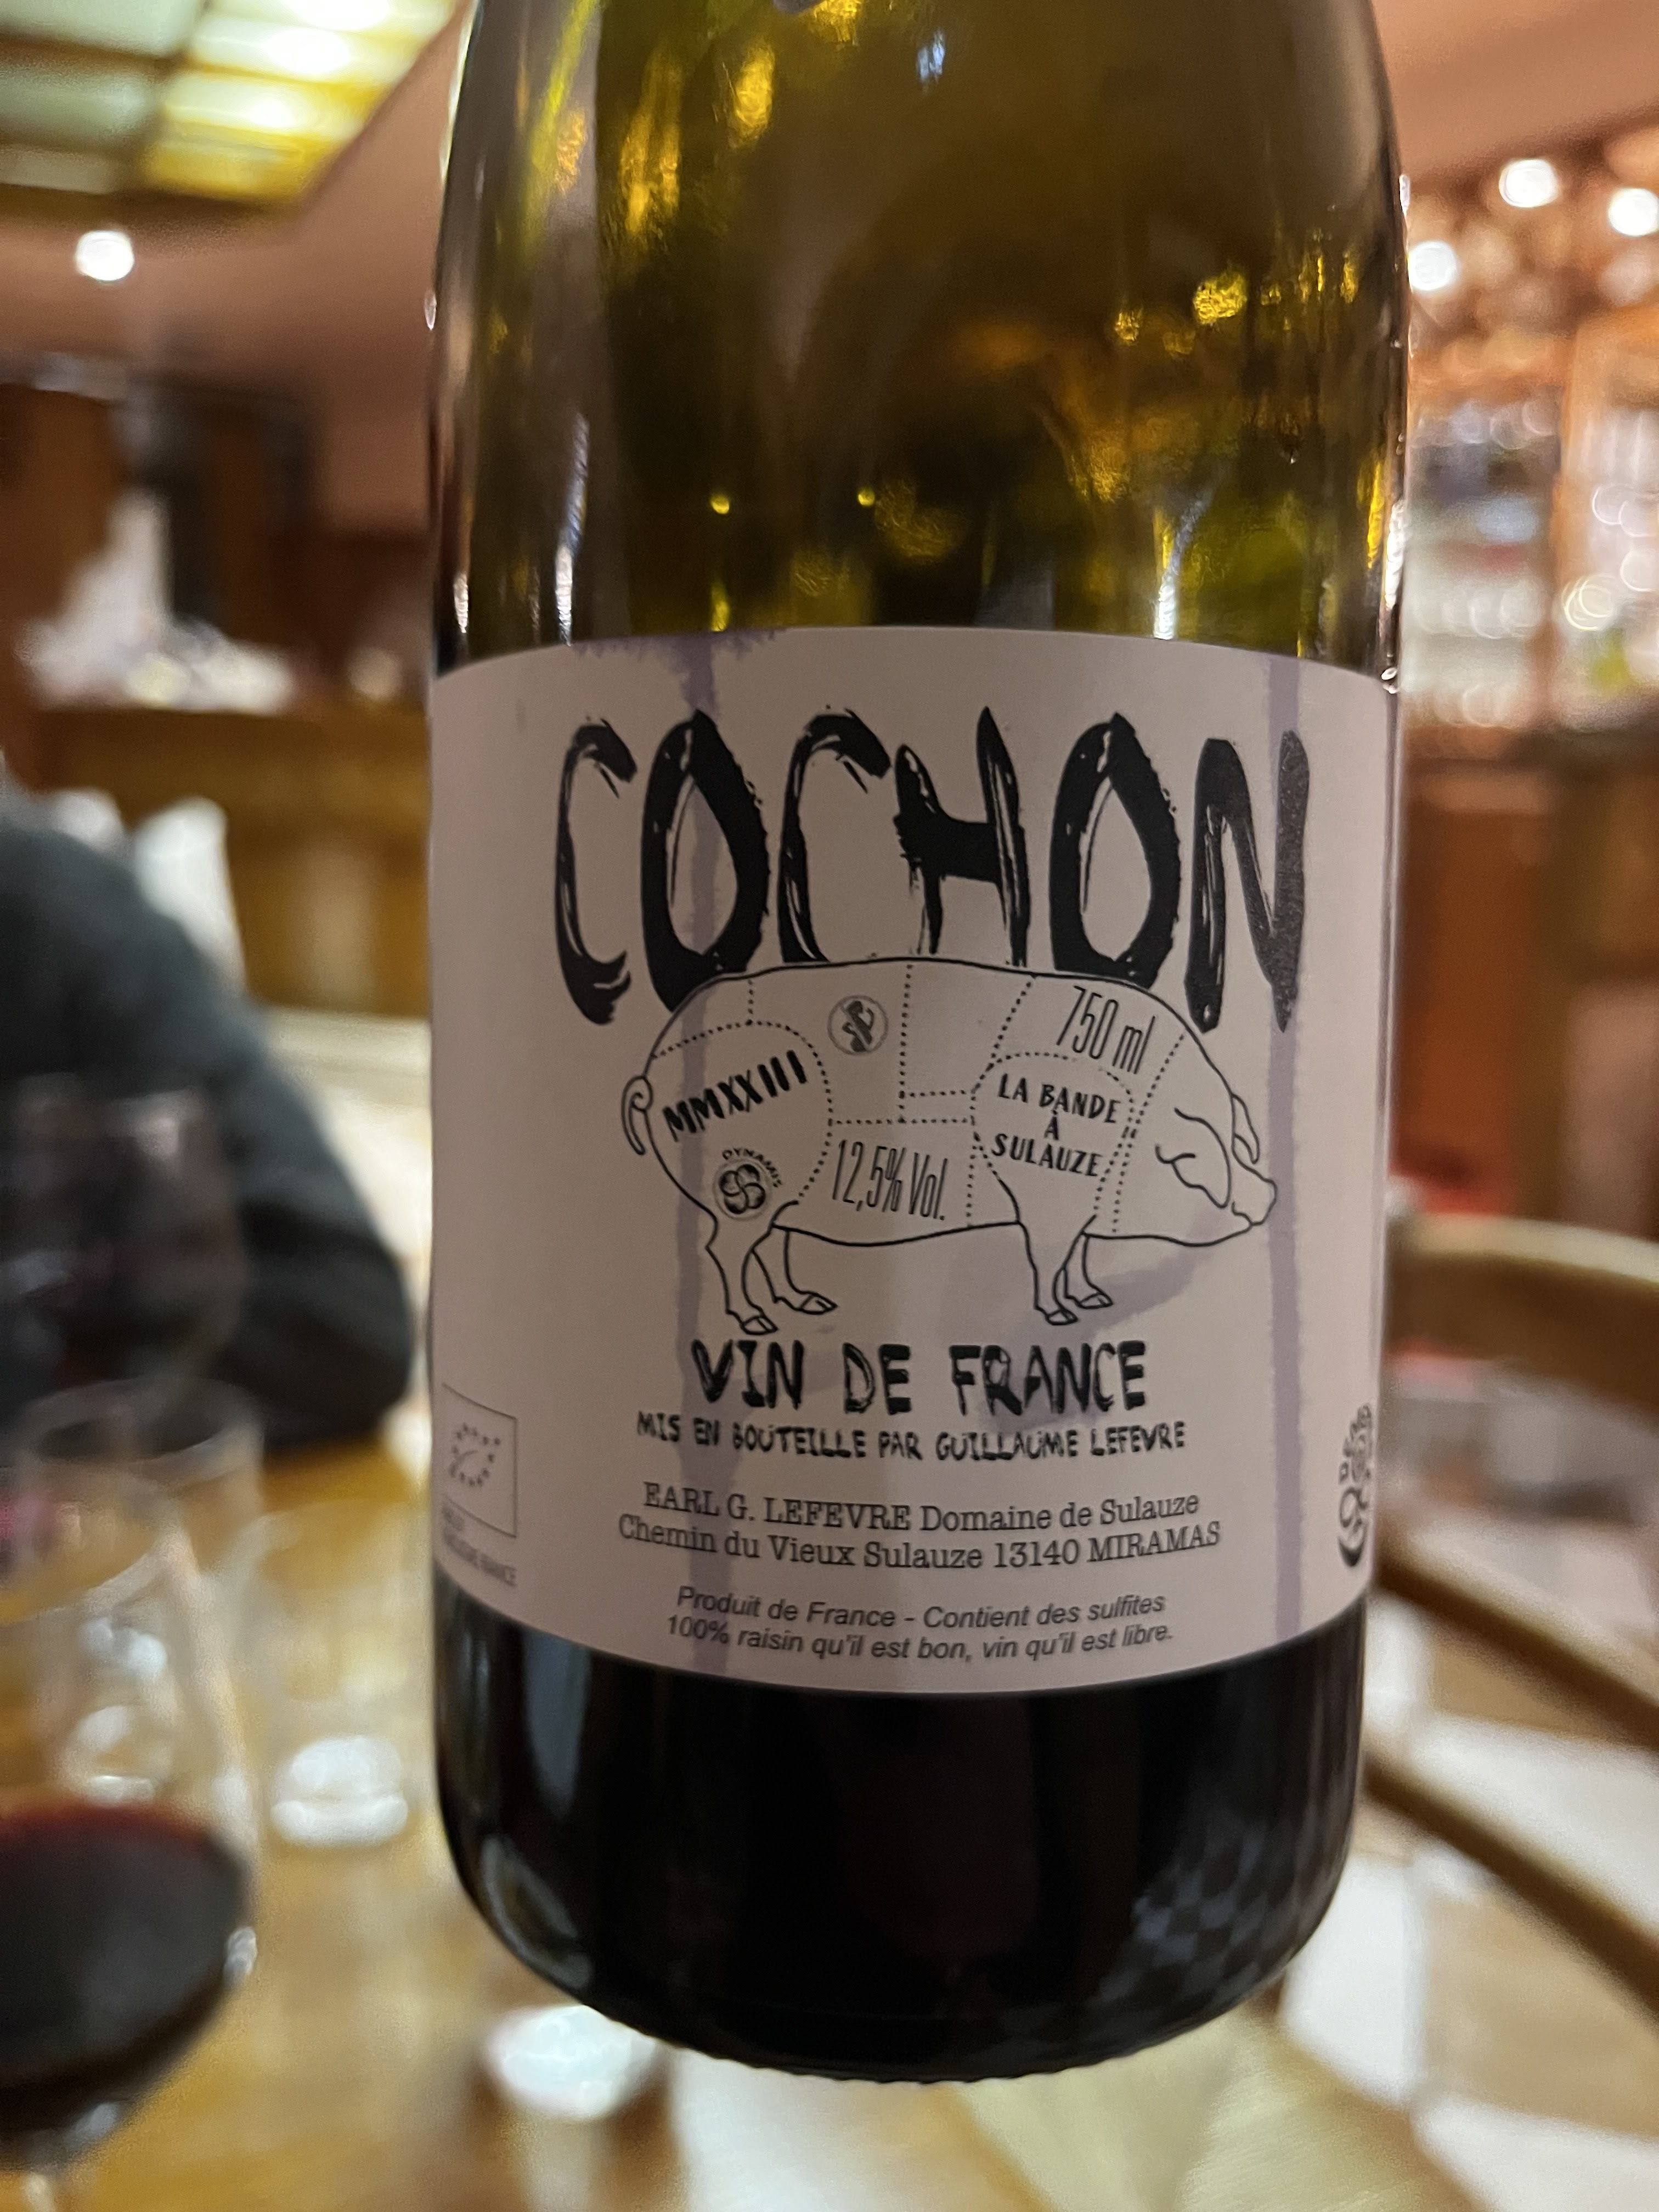 COCHON
750 ml
MMXXIII
LA BANDE
À
SULAUZE
DYNAMIS
12,5% Vol.
VIN DE FRANCE
MIS EN BOUTEILLE PAR GUILLAUME LEFEVRE
EARL G. LEFEVRE Domaine de Sulauze
Chemin du Vieux Sulauze 13140 MIRAMAS
Produit de France - Contient des sulfites
100% raisin qu'il est bon, vin qu'il est libre.